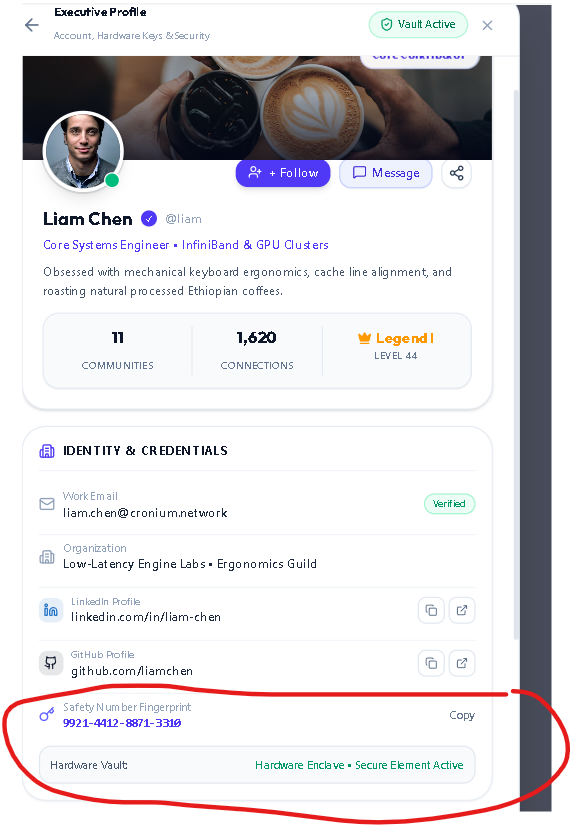 Executive Profile
Account, Hardware Keys & Security
Vault Active
Core Contributor
+ Follow
Message
Liam Chen @liam
Core Systems Engineer • InfiniBand & GPU Clusters
Obsessed with mechanical keyboard ergonomics, cache line alignment, and
roasting natural processed Ethiopian coffees.
11 1,620 Legend I
COMMUNITIES CONNECTIONS LEVEL 44
IDENTITY & CREDENTIALS
Work Email
liam.chen@cronium.network
Verified
Organization
Low-Latency Engine Labs • Ergonomics Guild
LinkedIn Profile
linkedin.com/in/liam-chen
GitHub Profile
github.com/liamchen
Safety Number Fingerprint
9921-4412-8871-3310
Copy
Hardware Vault: Hardware Enclave • Secure Element Active